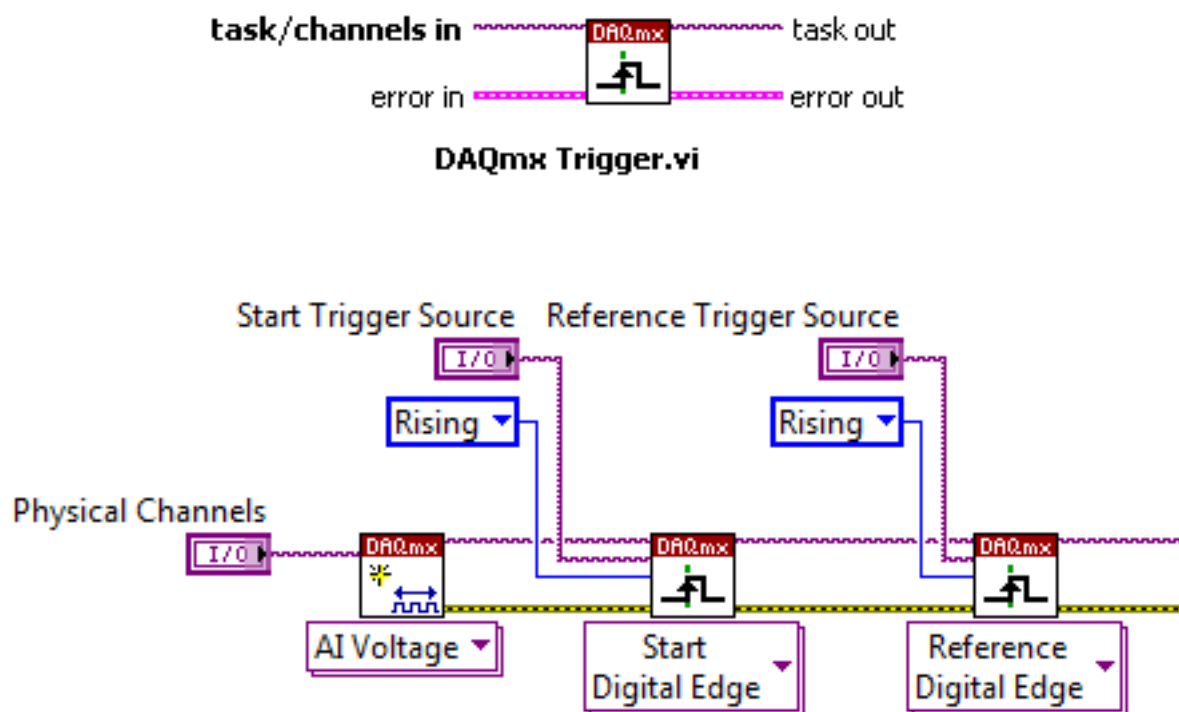 task/channels in
DAQmx
task out
error in
error out
DAQmx Trigger.vi
Start Trigger Source
Reference Trigger Source
I/O
I/O
Rising
Rising
Physical Channels
I/O
DAQmx
DAQmx
DAQmx
AI Voltage
Start
Digital Edge
Reference
Digital Edge